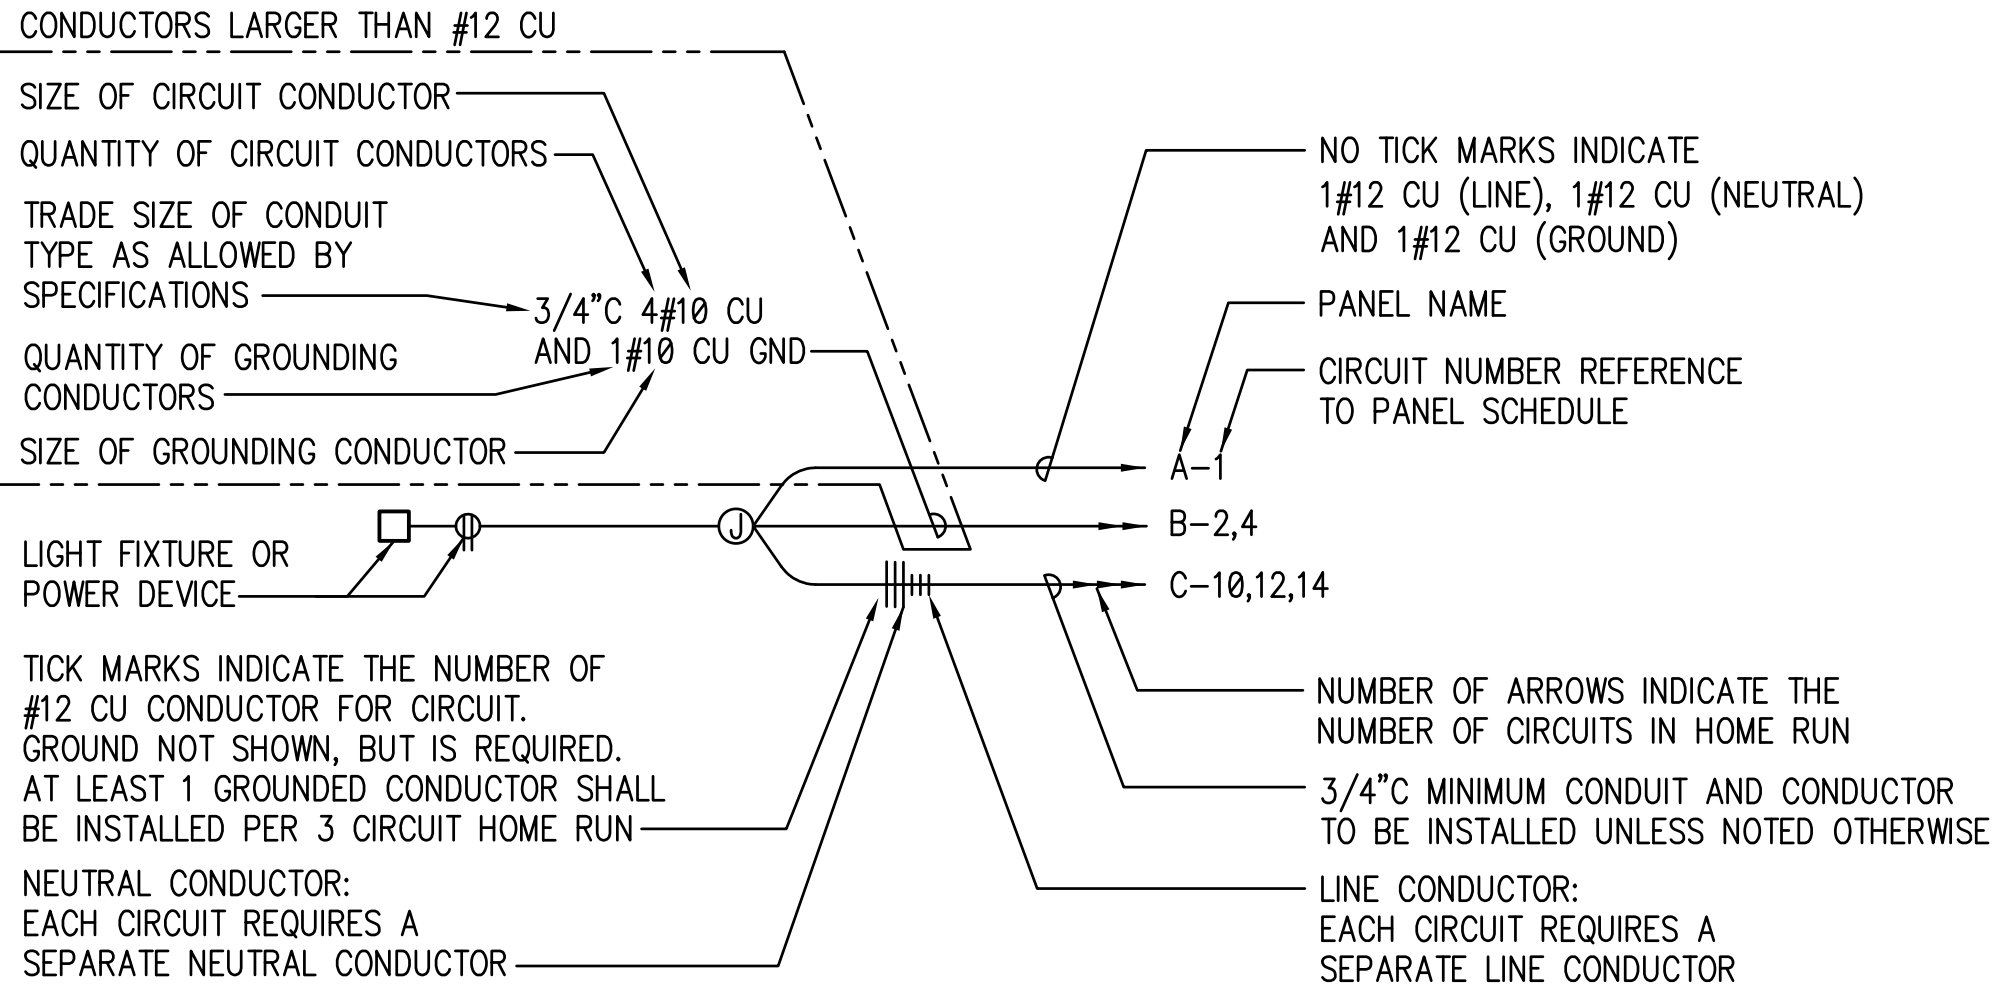 CONDUCTORS LARGER THAN #12 CU
SIZE OF CIRCUIT CONDUCTOR
QUANTITY OF CIRCUIT CONDUCTORS
TRADE SIZE OF CONDUIT
TYPE AS ALLOWED BY
SPECIFICATIONS
3/4"C 4#10 CU
AND 1#10 CU GND
QUANTITY OF GROUNDING
CONDUCTORS
SIZE OF GROUNDING CONDUCTOR
NO TICK MARKS INDICATE
1#12 CU (LINE), 1#12 CU (NEUTRAL)
AND 1#12 CU (GROUND)
PANEL NAME
CIRCUIT NUMBER REFERENCE
TO PANEL SCHEDULE
A-1
J
B-2,4
C-10,12,14
LIGHT FIXTURE OR
POWER DEVICE
TICK MARKS INDICATE THE NUMBER OF
#12 CU CONDUCTOR FOR CIRCUIT.
GROUND NOT SHOWN, BUT IS REQUIRED.
AT LEAST 1 GROUNDED CONDUCTOR SHALL
BE INSTALLED PER 3 CIRCUIT HOME RUN
NEUTRAL CONDUCTOR:
EACH CIRCUIT REQUIRES A
SEPARATE NEUTRAL CONDUCTOR
NUMBER OF ARROWS INDICATE THE
NUMBER OF CIRCUITS IN HOME RUN
3/4"C MINIMUM CONDUIT AND CONDUCTOR
TO BE INSTALLED UNLESS NOTED OTHERWISE
LINE CONDUCTOR:
EACH CIRCUIT REQUIRES A
SEPARATE LINE CONDUCTOR